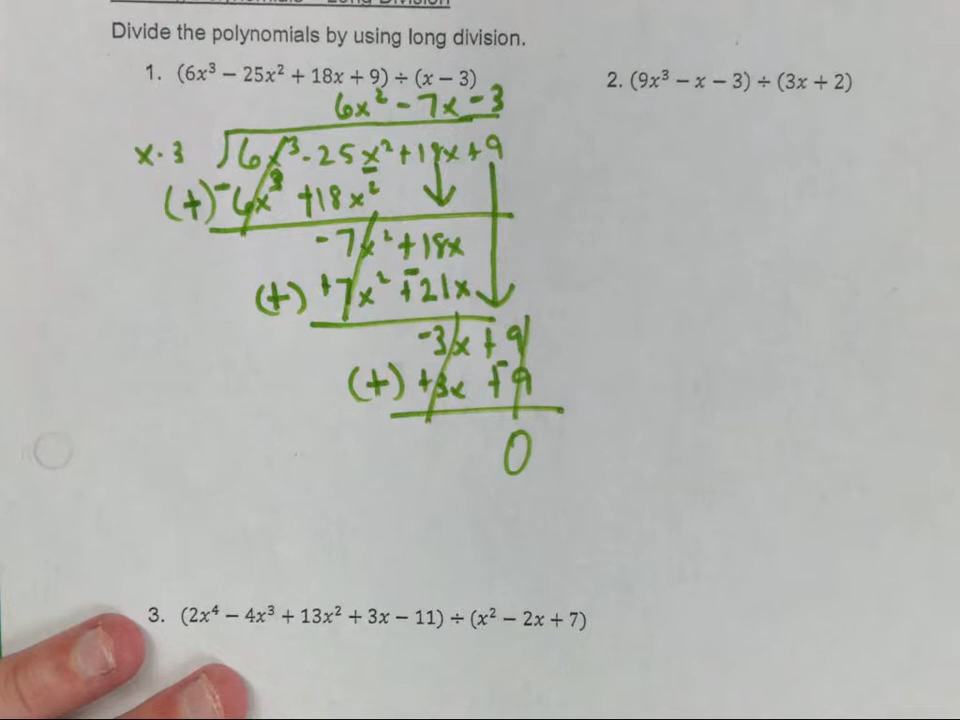 Long Division
Divide the polynomials by using long division.
1. (6x³ − 25x² + 18x + 9) ÷ (x − 3)
2. (9x³ − x − 3) ÷ (3x + 2)
6x² - 7x - 3
x - 3 6x³ - 25x² + 18x + 9
(+) -6x³ +18x²
-7x² + 18x
(+) +7x² -21x
-3x + 9
(+) +3x -9
0
3. (2x⁴ − 4x³ + 13x² + 3x − 11) ÷ (x² − 2x + 7)